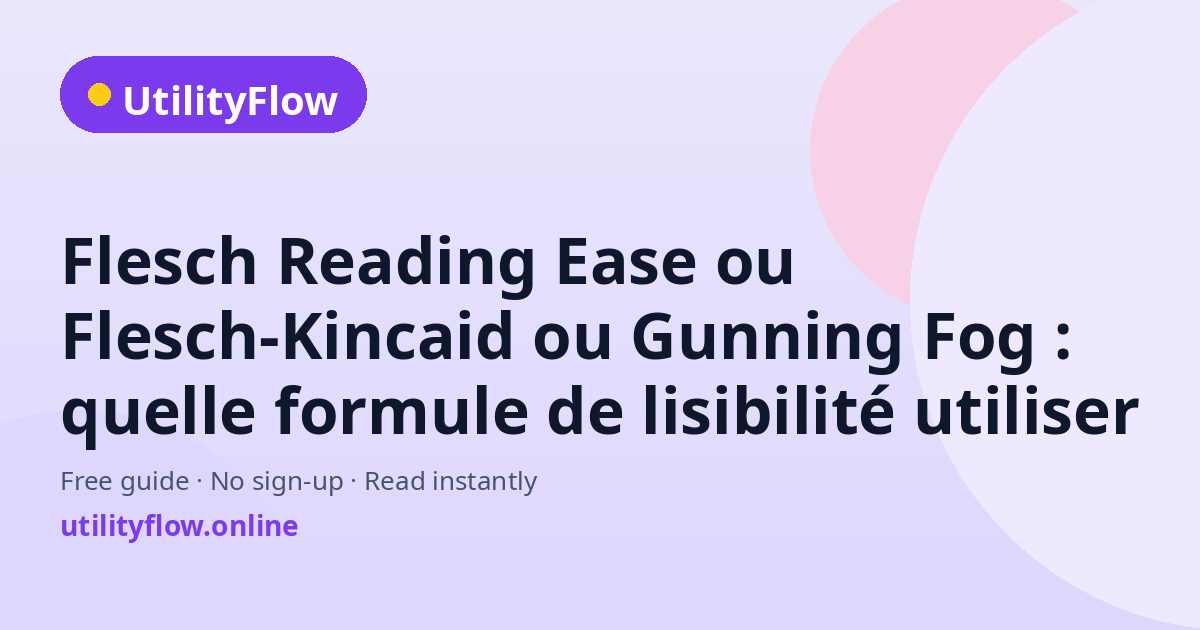 UtilityFlow
Flesch Reading Ease ou
Flesch-Kincaid ou Gunning Fog :
quelle formule de lisibilité utiliser
Free guide · No sign-up · Read instantly
utilityflow.online